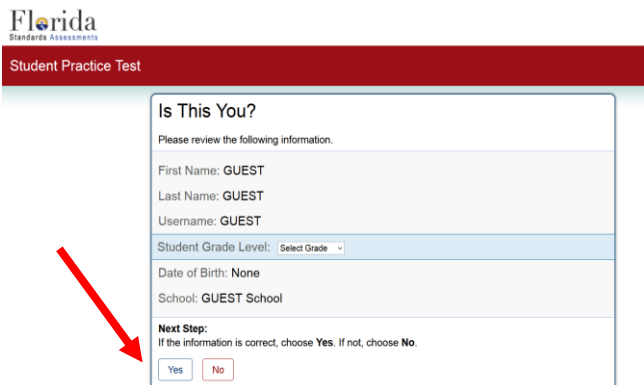 Florida
Standards Assessments
Student Practice Test
Is This You?
Please review the following information.
First Name: GUEST
Last Name: GUEST
Username: GUEST
Student Grade Level: Select Grade
Date of Birth: None
School: GUEST School
Next Step:
If the information is correct, choose Yes. If not, choose No.
Yes No